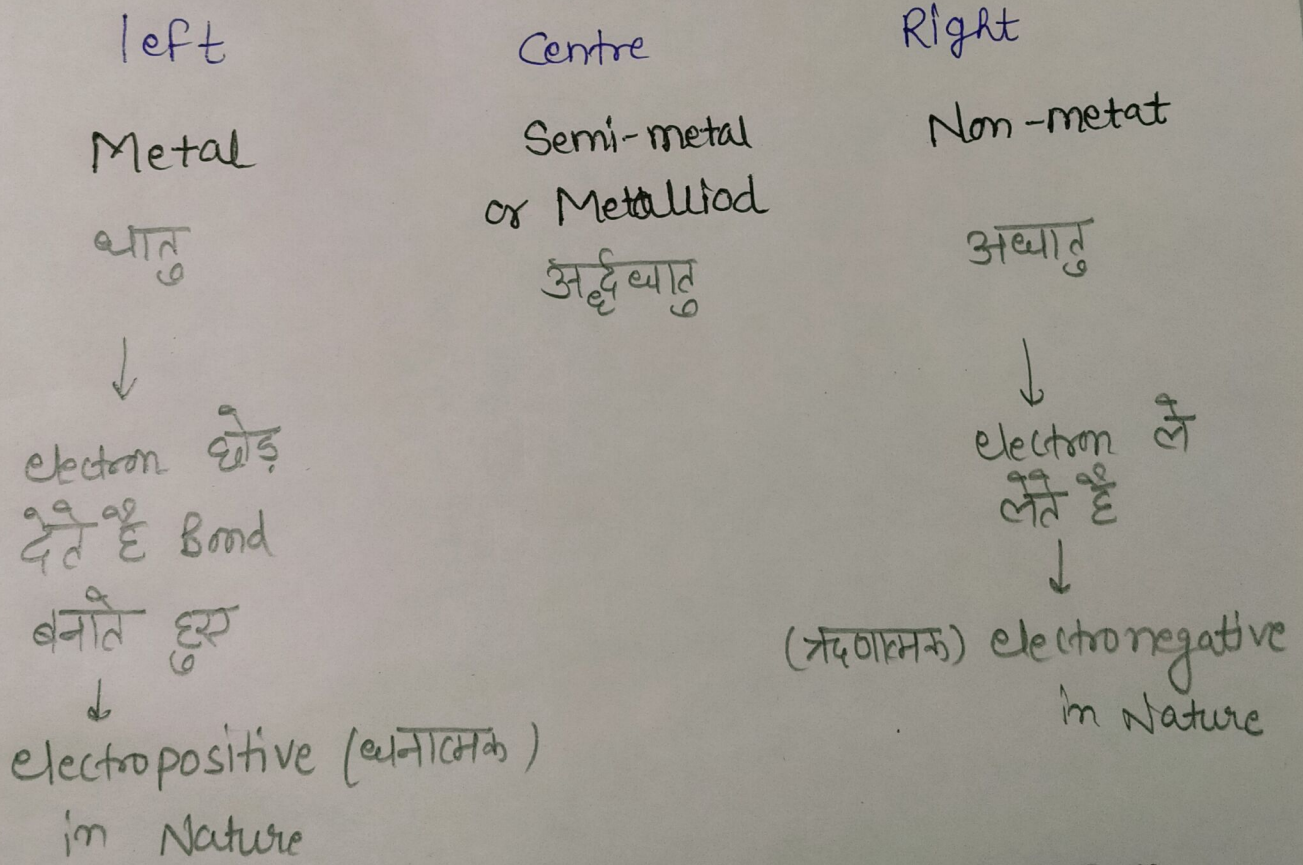 left
Metal
धातु
↓
electron छोड़
देते है Bond
बनाते हुए
↓
electropositive (धनात्मक)
in Nature
Centre
Semi-metal
or Metalliod
अर्द्धधातु
Right
Non-metat
अधातु
↓
electron ले
लेते है
↓
(ऋणात्मक) electronegative
in Nature